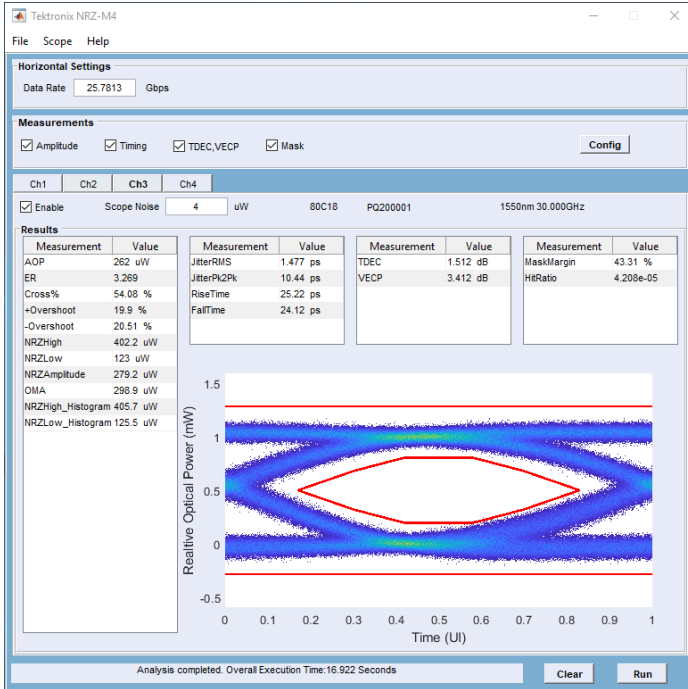 Tektronix NRZ-M4
File Scope Help
Horizontal Settings
Data Rate 25.7813 Gbps
Measurements
Amplitude Timing TDEC,VECP Mask Config
Ch1 Ch2 Ch3 Ch4
Enable Scope Noise 4 uW 80C18 PQ200001 1550nm 30.000GHz
Results
Measurement Value
AOP 262 uW
ER 3.269
Cross% 54.08 %
+Overshoot 19.9 %
-Overshoot 20.51 %
NRZHigh 402.2 uW
NRZLow 123 uW
NRZAmplitude 279.2 uW
OMA 298.9 uW
NRZHigh_Histogram 405.7 uW
NRZLow_Histogram 125.5 uW
Measurement Value
JitterRMS 1.477 ps
JitterPk2Pk 10.44 ps
RiseTime 25.22 ps
FallTime 24.12 ps
Measurement Value
TDEC 1.512 dB
VECP 3.412 dB
Measurement Value
MaskMargin 43.31 %
HitRatio 4.208e-05
Realtive Optical Power (mW)
1.5
1
0.5
0
-0.5
0 0.1 0.2 0.3 0.4 0.5 0.6 0.7 0.8 0.9 1
Time (UI)
Analysis completed. Overall Execution Time:16.922 Seconds
Clear Run